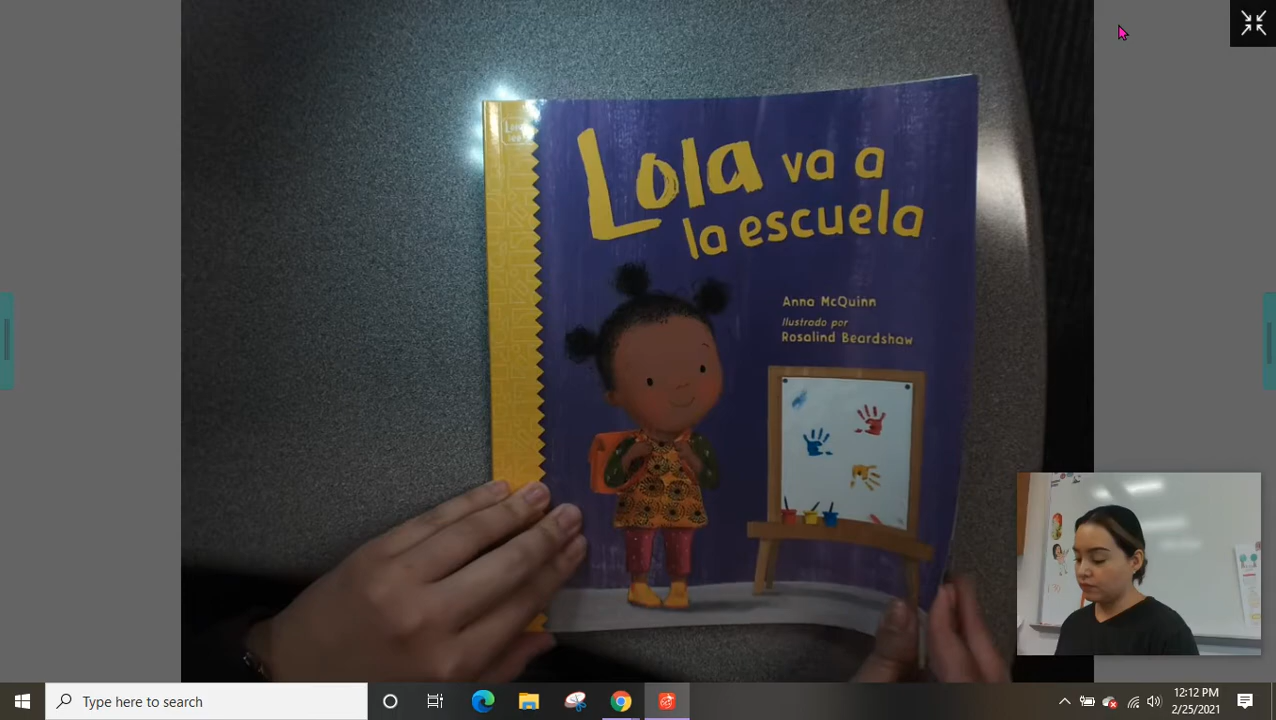 Lola va a
la escuela
Anna McQuinn
Ilustrado por
Rosalind Beardshaw
Type here to search
12:12 PM
2/25/2021